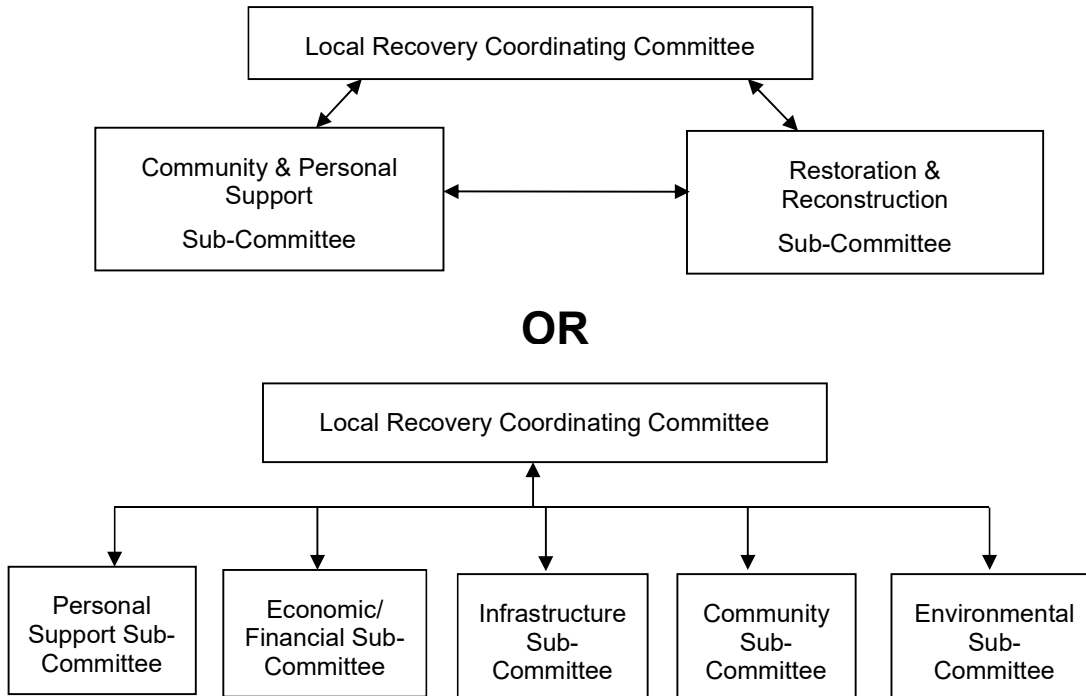 Local Recovery Coordinating Committee
Community & Personal
Support
Sub-Committee
Restoration &
Reconstruction
Sub-Committee
OR
Local Recovery Coordinating Committee
Personal
Support Sub-
Committee
Economic/
Financial Sub-
Committee
Infrastructure
Sub-
Committee
Community
Sub-
Committee
Environmental
Sub-
Committee